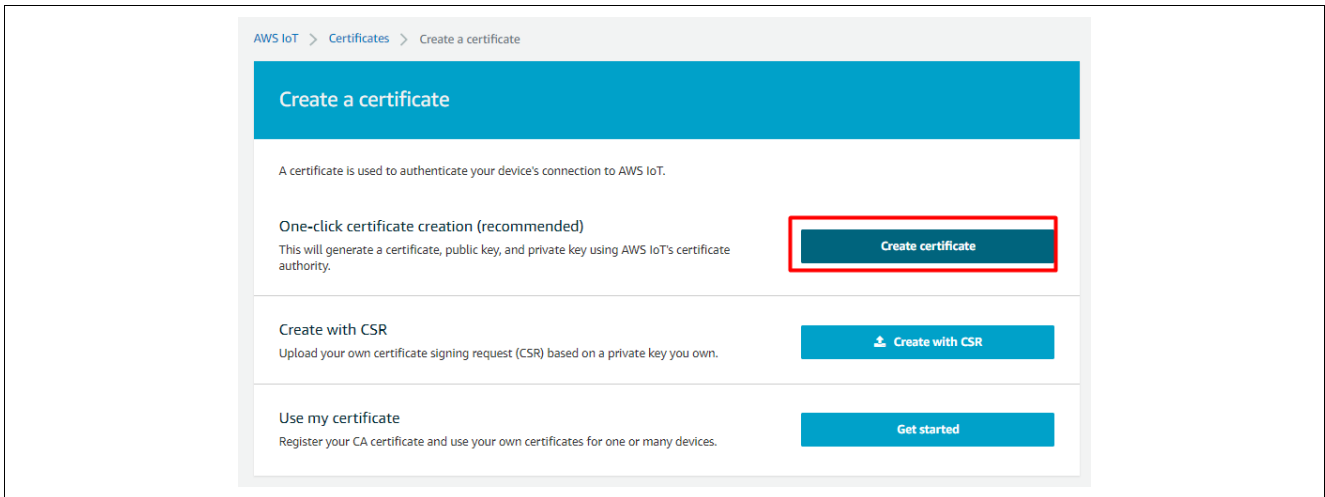 AWS IoT > Certificates > Create a certificate
Create a certificate
A certificate is used to authenticate your device's connection to AWS IoT.
One-click certificate creation (recommended)
This will generate a certificate, public key, and private key using AWS IoT's certificate
authority.
Create certificate
Create with CSR
Upload your own certificate signing request (CSR) based on a private key you own.
Create with CSR
Use my certificate
Register your CA certificate and use your own certificates for one or many devices.
Get started